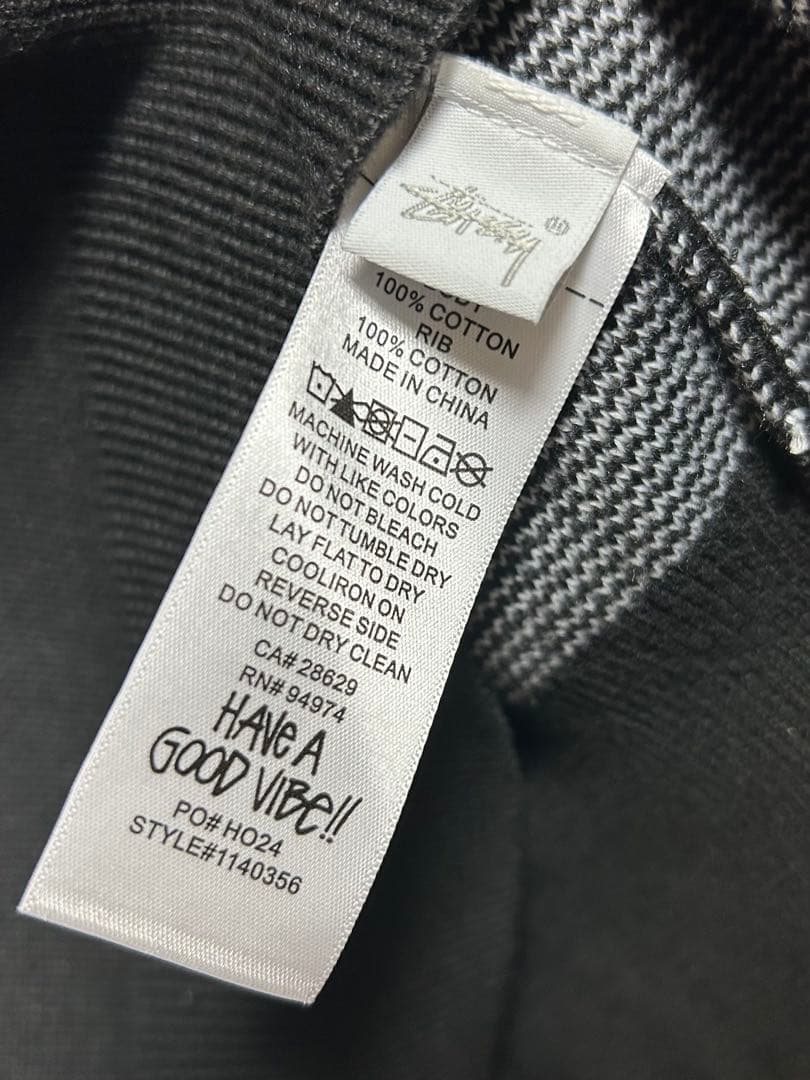 Stüssy
100% COTTON
RIB
100% COTTON
MADE IN CHINA
MACHINE WASH COLD
WITH LIKE COLORS
DO NOT BLEACH
DO NOT TUMBLE DRY
LAY FLAT TO DRY
COOLIRON ON
REVERSE SIDE
DO NOT DRY CLEAN
CA# 28629
RN# 94974
HAVe A
GOOD VIBe!!
PO# HO24
STYLE#1140356